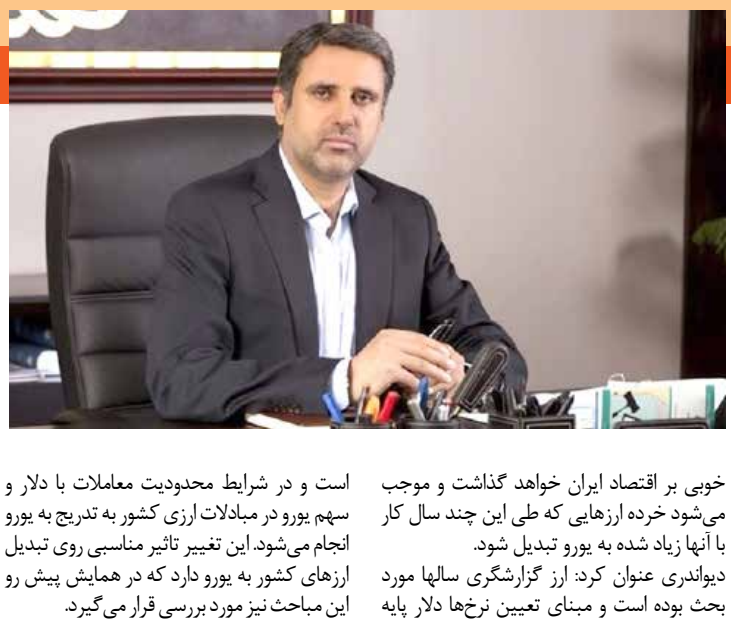 خوبی بر اقتصاد ایران خواهد گذاشت و موجب
می‌شود خرده ارزهایی که طی این چند سال کار
با آنها زیاد شده به یورو تبدیل شود.
دیواندری عنوان کرد: ارز گزارشگری سالها مورد
بحث بوده است و مبنای تعیین نرخ‌ها دلار پایه
است و در شرایط محدودیت معاملات با دلار و
سهم یورو در مبادلات ارزی کشور به تدریج به یورو
انجام می‌شود. این تغییر تاثیر مناسبی روی تبدیل
ارزهای کشور به یورو دارد که در همایش پیش رو
این مباحث نیز مورد بررسی قرار می‌گیرد.